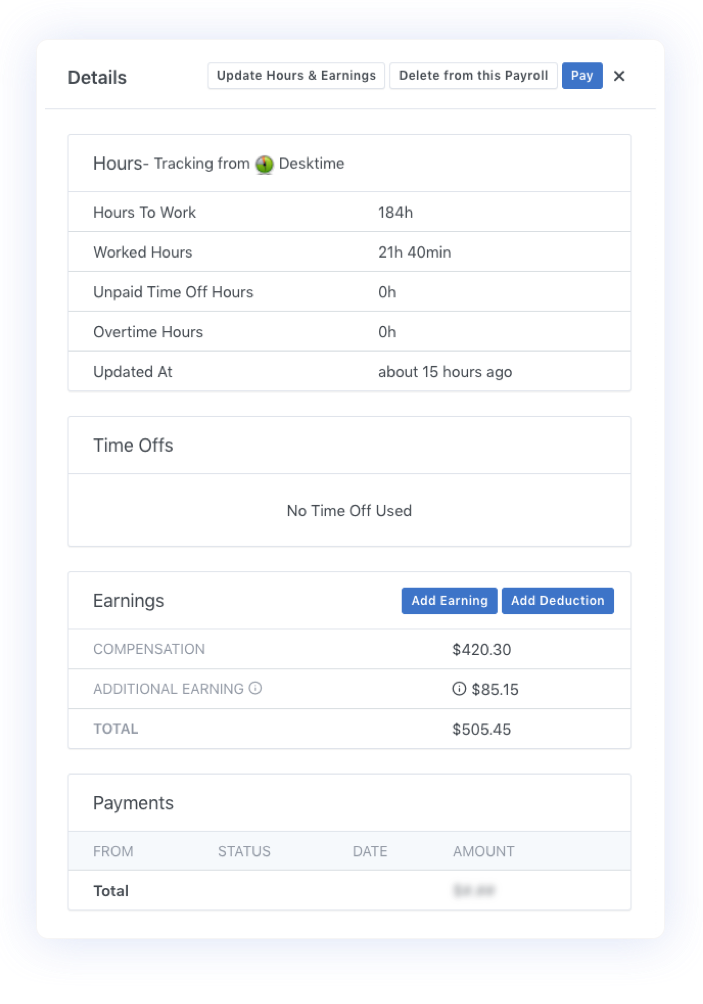 Details
Update Hours & Earnings
Delete from this Payroll
Pay
Hours- Tracking from Desktime
Hours To Work 184h
Worked Hours 21h 40min
Unpaid Time Off Hours 0h
Overtime Hours 0h
Updated At about 15 hours ago
Time Offs
No Time Off Used
Earnings
Add Earning
Add Deduction
COMPENSATION $420.30
ADDITIONAL EARNING $85.15
TOTAL $505.45
Payments
FROM STATUS DATE AMOUNT
Total